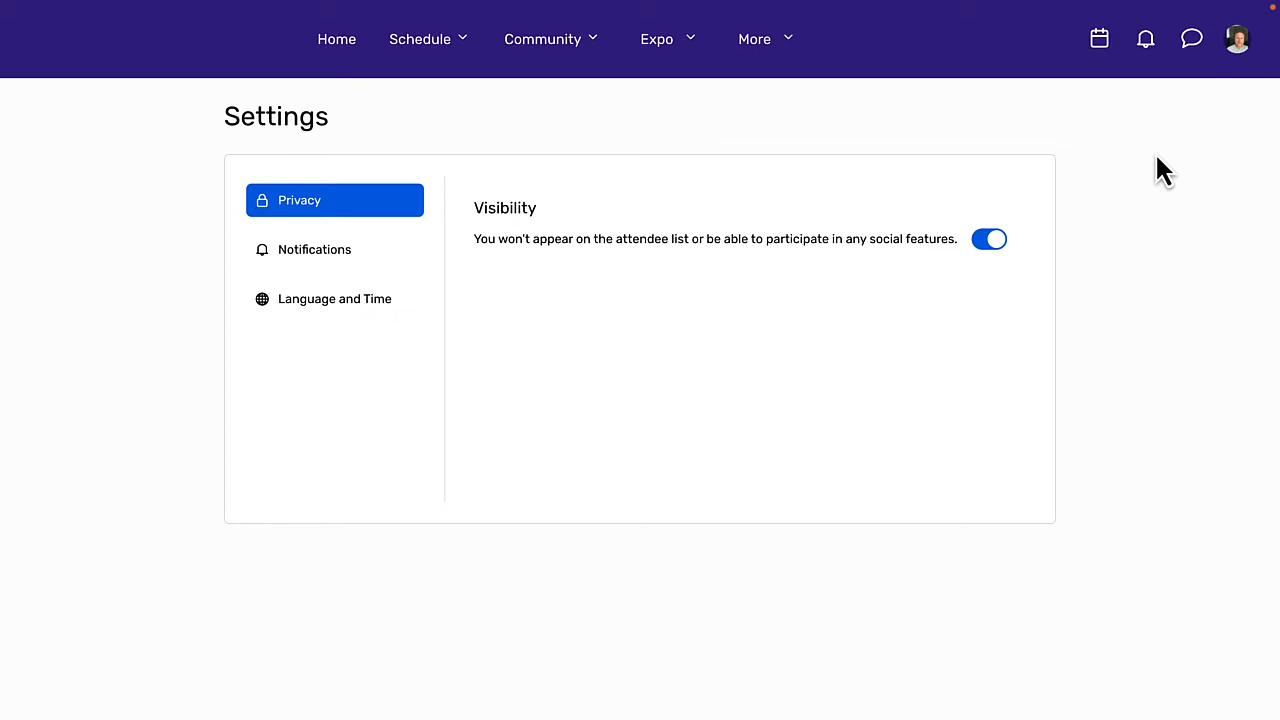 Home Schedule Community Expo More
Settings
Privacy
Notifications
Language and Time
Visibility
You won't appear on the attendee list or be able to participate in any social features.